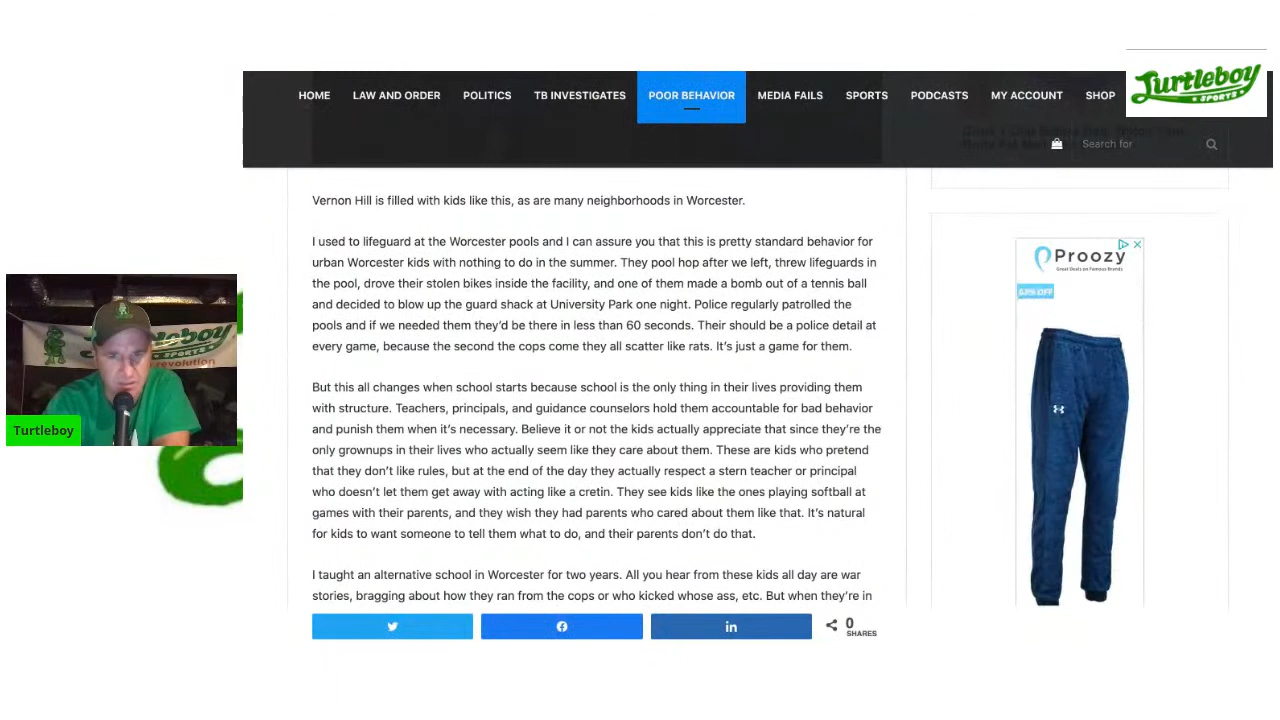 Turtleboy
SPORTS
HOME LAW AND ORDER POLITICS TB INVESTIGATES POOR BEHAVIOR MEDIA FAILS SPORTS PODCASTS MY ACCOUNT SHOP
Search for
Vernon Hill is filled with kids like this, as are many neighborhoods in Worcester.
I used to lifeguard at the Worcester pools and I can assure you that this is pretty standard behavior for
urban Worcester kids with nothing to do in the summer. They pool hop after we left, threw lifeguards in
the pool, drove their stolen bikes inside the facility, and one of them made a bomb out of a tennis ball
and decided to blow up the guard shack at University Park one night. Police regularly patrolled the
pools and if we needed them they'd be there in less than 60 seconds. Their should be a police detail at
every game, because the second the cops come they all scatter like rats. It's just a game for them.
But this all changes when school starts because school is the only thing in their lives providing them
with structure. Teachers, principals, and guidance counselors hold them accountable for bad behavior
and punish them when it's necessary. Believe it or not the kids actually appreciate that since they're the
only grownups in their lives who actually seem like they care about them. These are kids who pretend
that they don't like rules, but at the end of the day they actually respect a stern teacher or principal
who doesn't let them get away with acting like a cretin. They see kids like the ones playing softball at
games with their parents, and they wish they had parents who cared about them like that. It's natural
for kids to want someone to tell them what to do, and their parents don't do that.
I taught an alternative school in Worcester for two years. All you hear from these kids all day are war
stories, bragging about how they ran from the cops or who kicked whose ass, etc. But when they're in
0
SHARES
Proozy
Great Deals on Famous Brands
SPORTS
revolution
Turtleboy